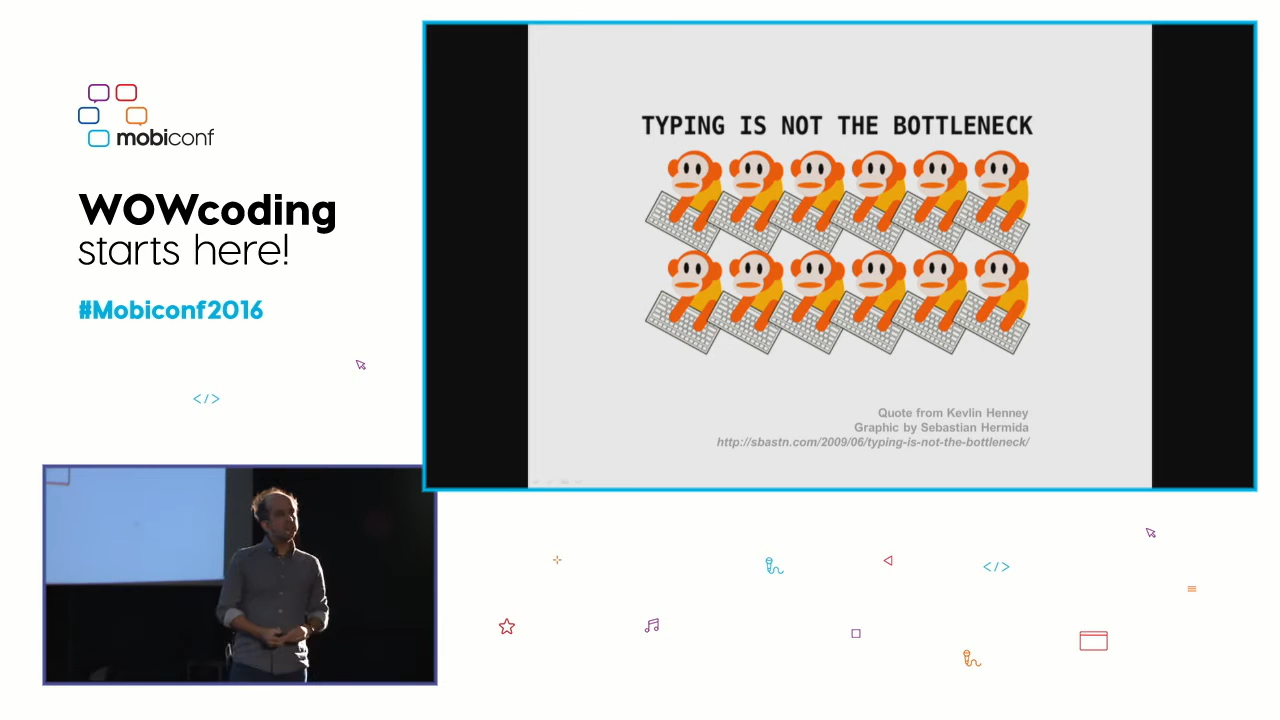 mobiconf
WOWcoding
starts here!
#Mobiconf2016
</>
TYPING IS NOT THE BOTTLENECK
Quote from Kevlin Henney
Graphic by Sebastian Hermida
http://sbastn.com/2009/06/typing-is-not-the-bottleneck/
</>